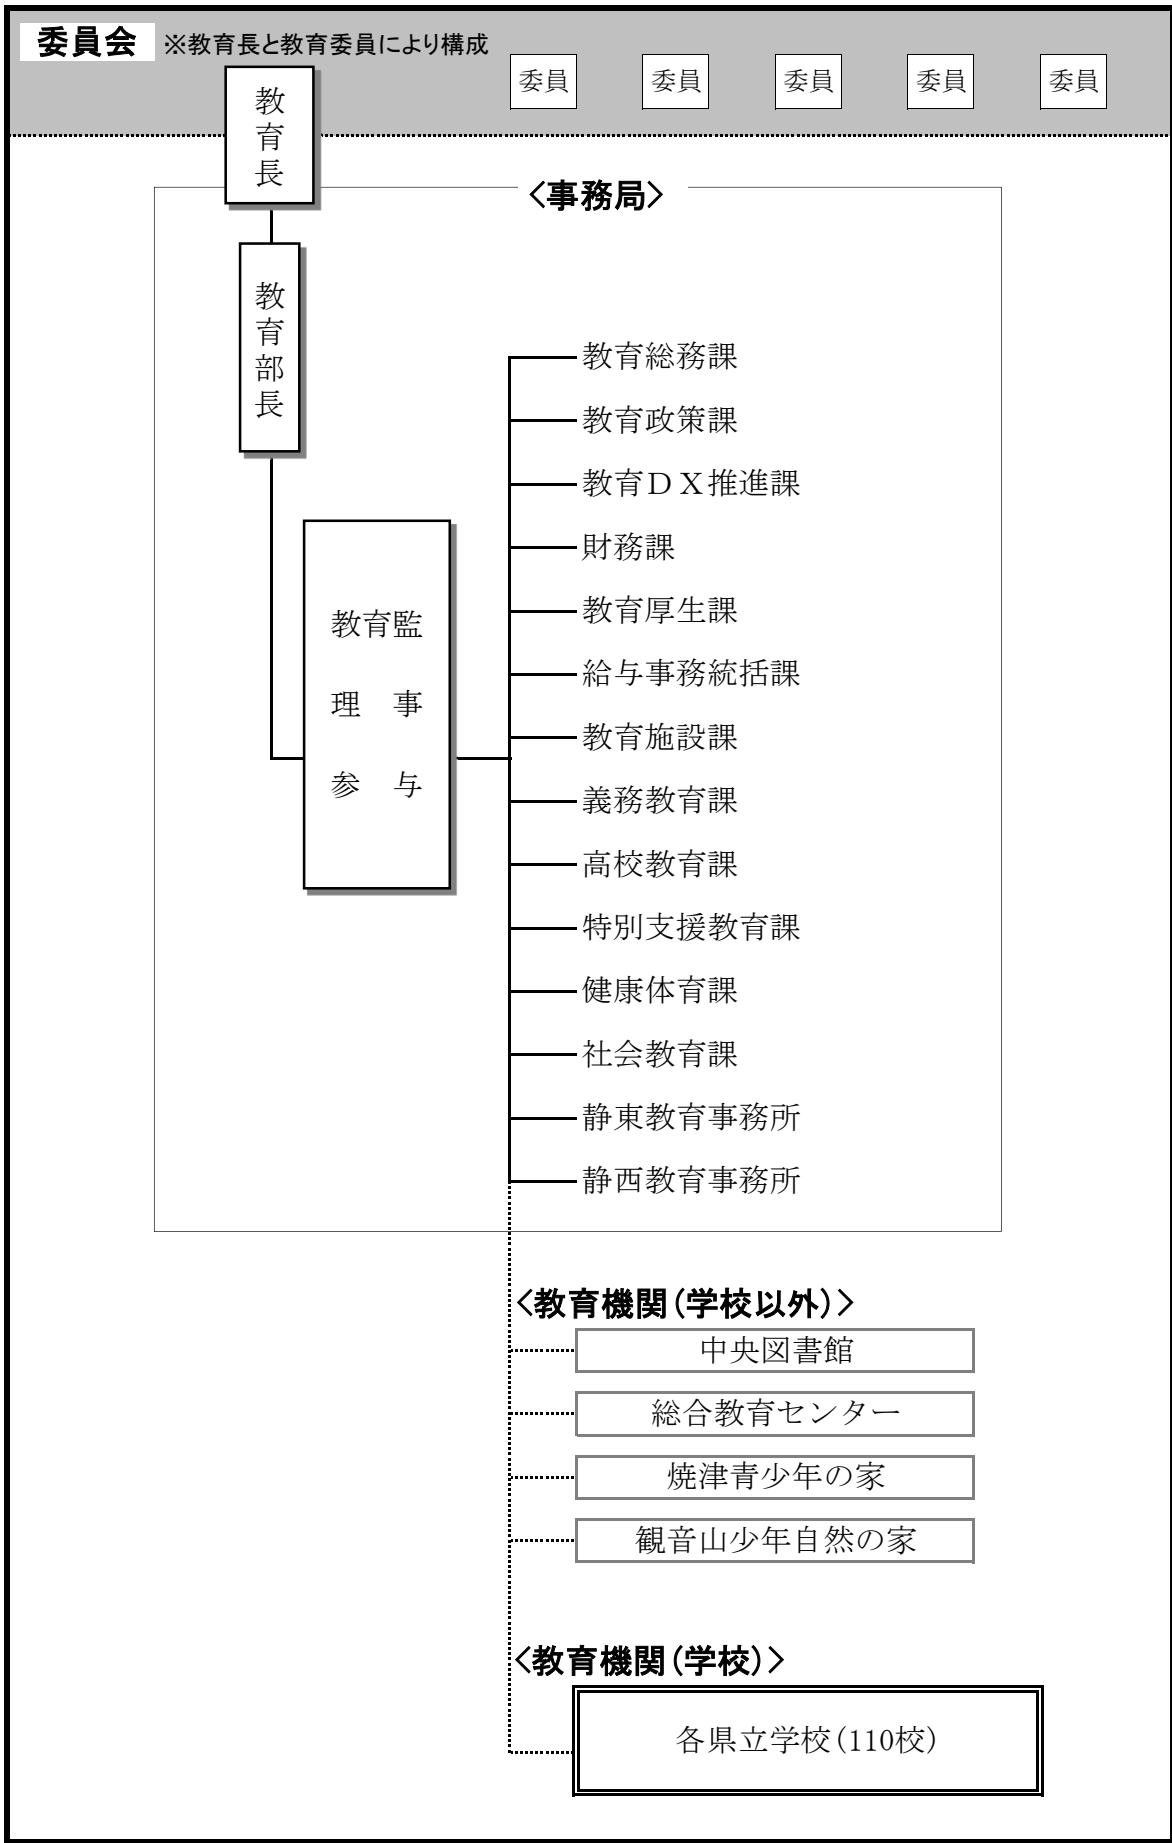 委員会 ※教育長と教育委員により構成
委員 委員 委員 委員 委員
教育長
<事務局>
教育部長
教育総務課
教育政策課
教育ＤＸ推進課
財務課
教育厚生課
教育監
理　事
参　与
給与事務統括課
教育施設課
義務教育課
高校教育課
特別支援教育課
健康体育課
社会教育課
静東教育事務所
静西教育事務所
<教育機関(学校以外)>
中央図書館
総合教育センター
焼津青少年の家
観音山少年自然の家
<教育機関(学校)>
各県立学校(110校)